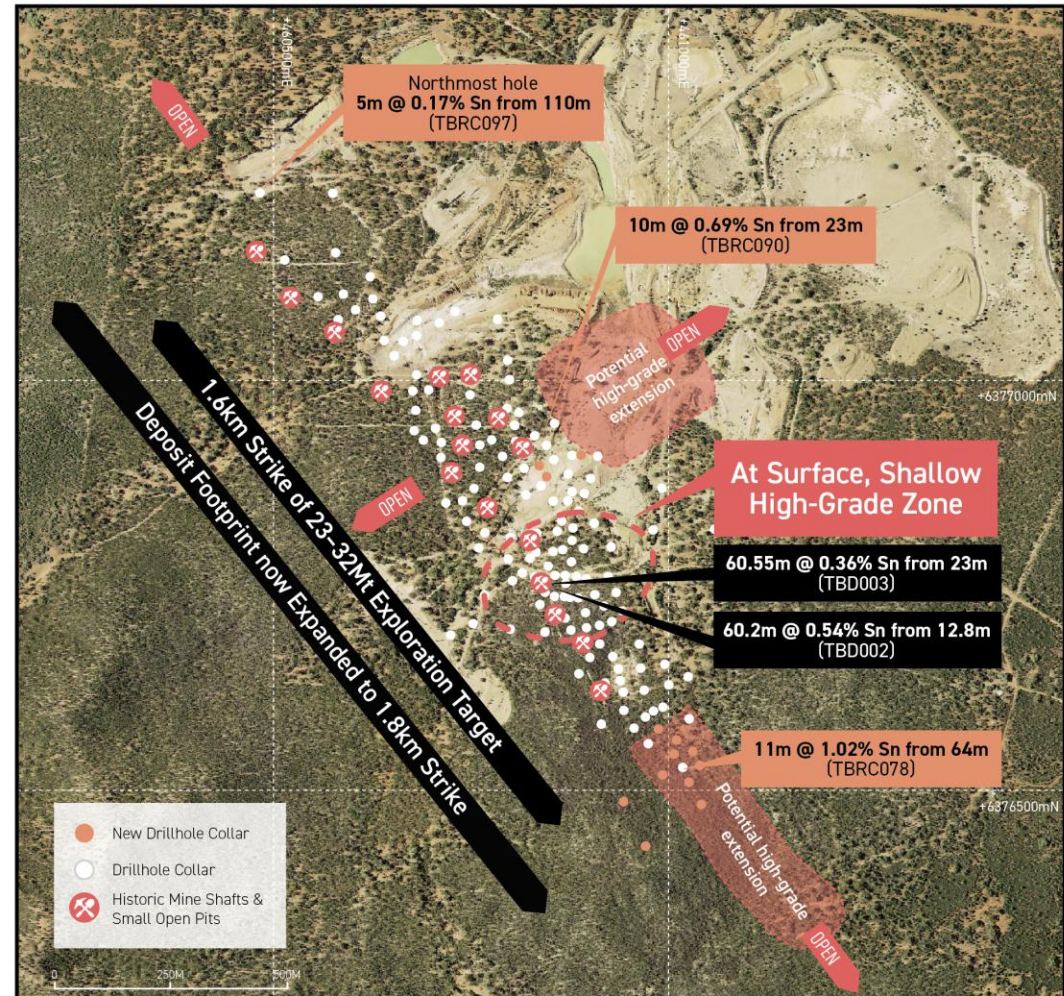 +460500mE
+461000mE
OPEN
Northmost hole
5m @ 0.17% Sn from 110m
(TBRC097)
10m @ 0.69% Sn from 23m
(TBRC090)
OPEN
Potential
high-grade
extension
+6377000mN
1.6km Strike of 23–32Mt Exploration Target
Deposit Footprint now Expanded to 1.8km Strike
OPEN
At Surface, Shallow
High-Grade Zone
60.55m @ 0.36% Sn from 23m
(TBD003)
60.2m @ 0.54% Sn from 12.8m
(TBD002)
11m @ 1.02% Sn from 64m
(TBRC078)
+6376500mN
Potential high-grade
extension
OPEN
New Drillhole Collar
Drillhole Collar
Historic Mine Shafts &
Small Open Pits
0 250M 500M